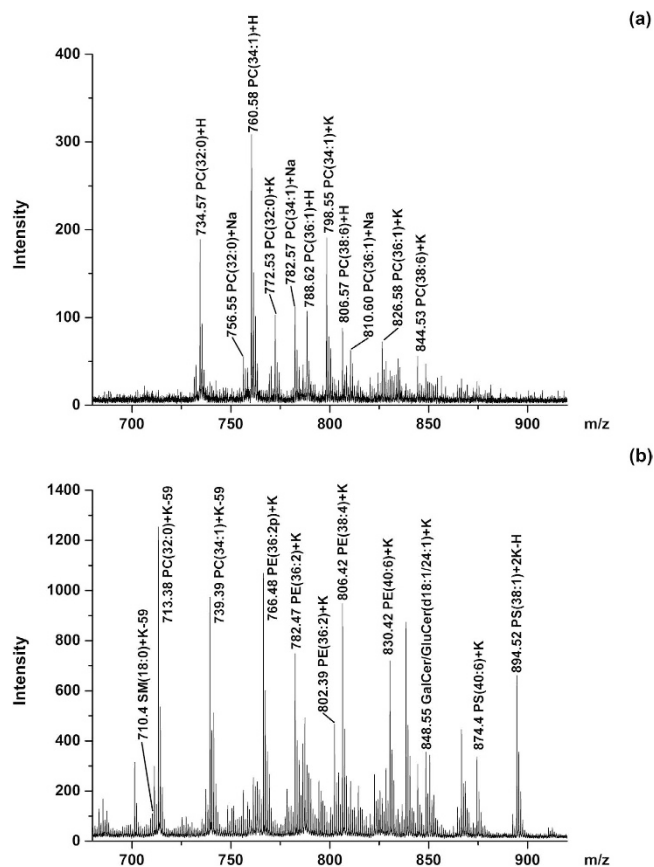 (a)
400
300
200
100
0
Intensity
734.57 PC(32:0)+H
756.55 PC(32:0)+Na
760.58 PC(34:1)+H
772.53 PC(32:0)+K
782.57 PC(34:1)+Na
788.62 PC(36:1)+H
798.55 PC(34:1)+K
806.57 PC(38:6)+H
810.60 PC(36:1)+Na
826.58 PC(36:1)+K
844.53 PC(38:6)+K
700
750
800
850
900
m/z
(b)
1400
1200
1000
800
600
400
200
0
Intensity
710.4 SM(18:0)+K-59
713.38 PC(32:0)+K-59
739.39 PC(34:1)+K-59
766.48 PE(36:2p)+K
782.47 PE(36:2)+K
802.39 PE(36:2)+K
806.42 PE(38:4)+K
830.42 PE(40:6)+K
848.55 GalCer/GluCer(d18:1/24:1)+K
874.4 PS(40:6)+K
894.52 PS(38:1)+2K-H
700
750
800
850
900
m/z